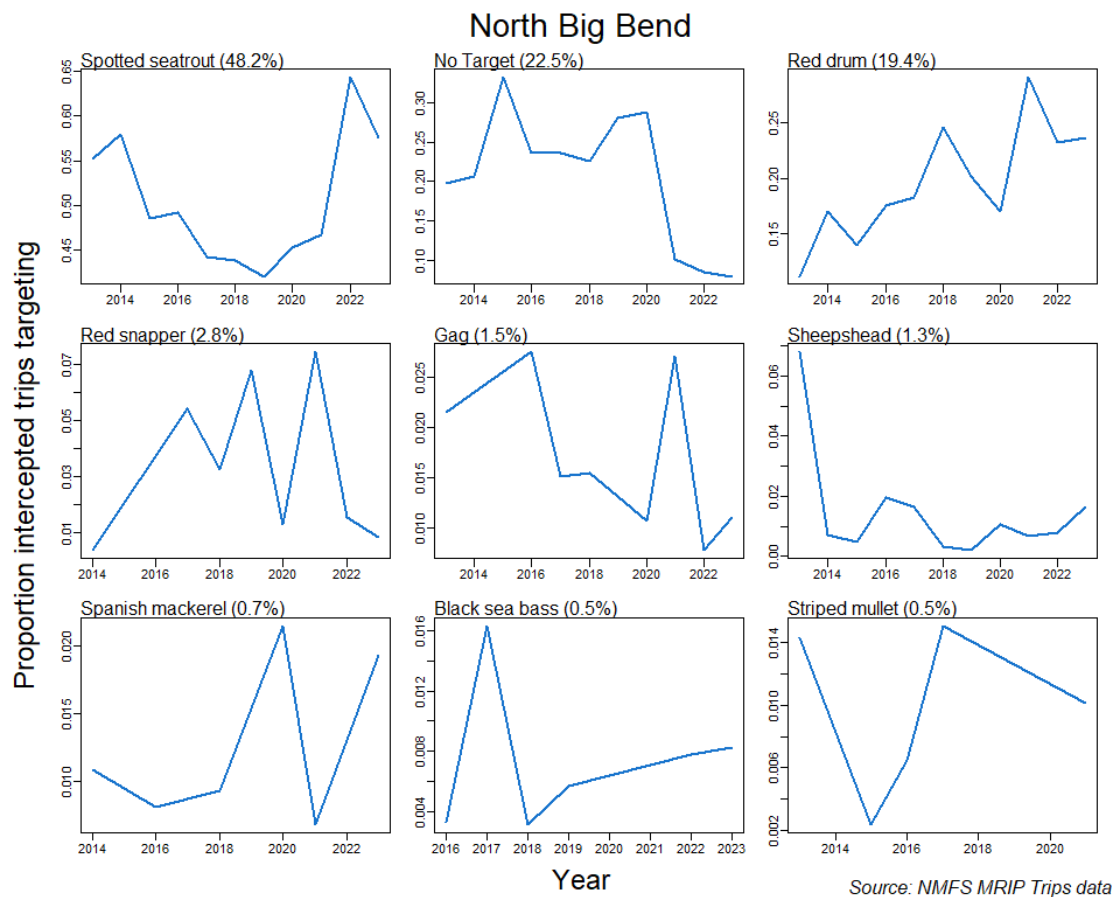 North Big Bend
Proportion intercepted trips targeting
Spotted seatrout (48.2%)
0.65
0.60
0.55
0.50
0.45
2014 2016 2018 2020 2022
No Target (22.5%)
0.30
0.25
0.20
0.15
0.10
2014 2016 2018 2020 2022
Red drum (19.4%)
0.25
0.20
0.15
2014 2016 2018 2020 2022
Red snapper (2.8%)
0.07
0.05
0.03
0.01
2014 2016 2018 2020 2022
Gag (1.5%)
0.025
0.020
0.015
0.010
2014 2016 2018 2020 2022
Sheepshead (1.3%)
0.06
0.04
0.02
0.00
2014 2016 2018 2020 2022
Spanish mackerel (0.7%)
0.020
0.015
0.010
2014 2016 2018 2020 2022
Black sea bass (0.5%)
0.016
0.012
0.008
0.004
2016 2017 2018 2019 2020 2021 2022 2023
Striped mullet (0.5%)
0.014
0.010
0.006
0.002
2014 2016 2018 2020
Year
Source: NMFS MRIP Trips data